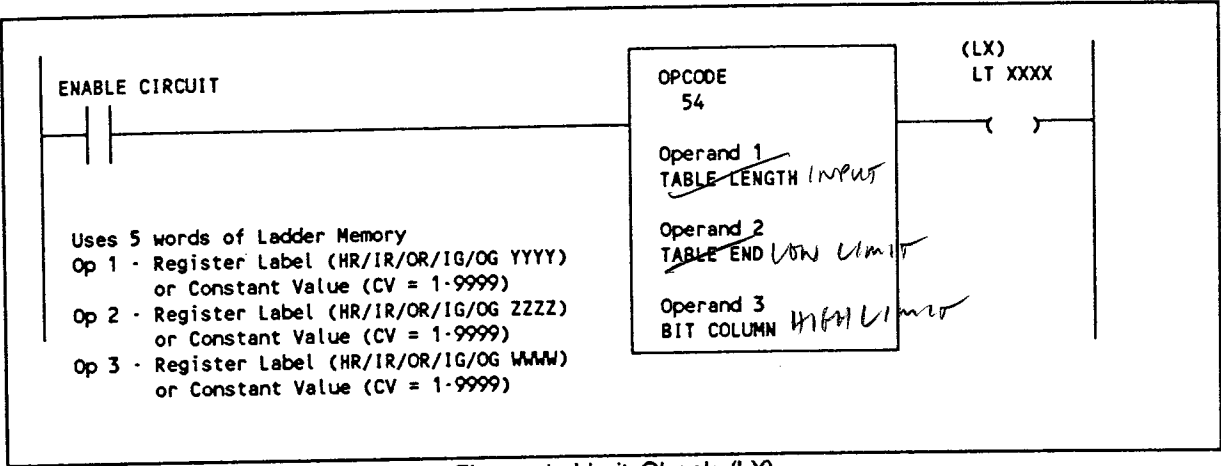 (LX)
LT XXXX
ENABLE CIRCUIT
OPCODE
54
Operand 1
TABLE LENGTH INPUT
Operand 2
TABLE END LOW LIMIT
Operand 3
BIT COLUMN HIGH LIMIT
Uses 5 words of Ladder Memory
Op 1 - Register Label (HR/IR/OR/IG/OG YYYY)
or Constant Value (CV = 1-9999)
Op 2 - Register Label (HR/IR/OR/IG/OG ZZZZ)
or Constant Value (CV = 1-9999)
Op 3 - Register Label (HR/IR/OR/IG/OG WWWW)
or Constant Value (CV = 1-9999)
Limit Check (LX)